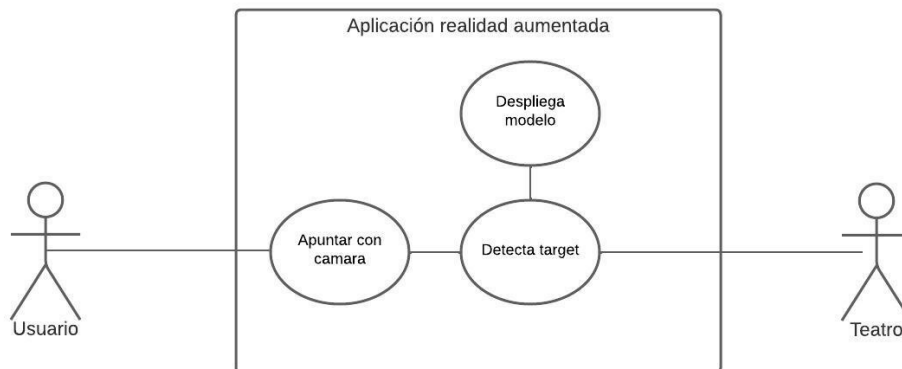 Aplicación realidad aumentada
Despliega
modelo
Apuntar con
camara
Detecta target
Usuario
Teatro